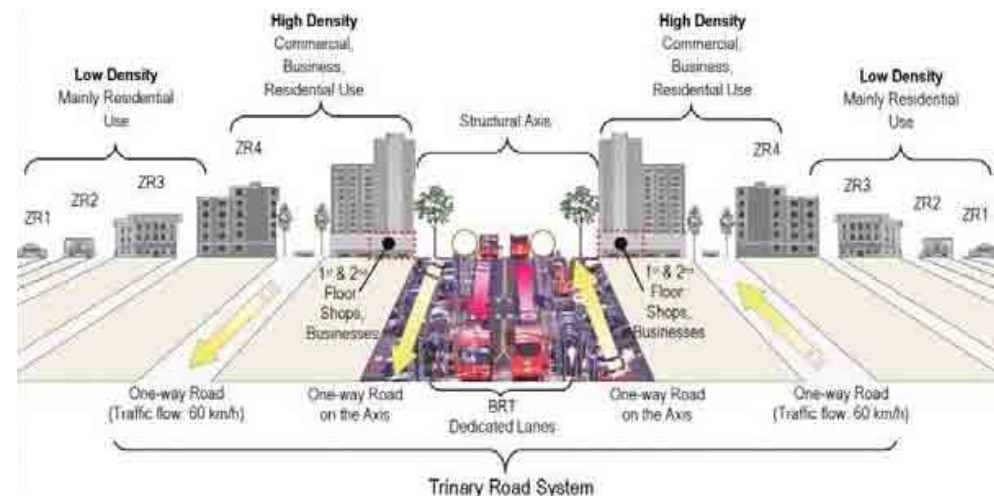 High Density
Commercial,
Business,
Residential Use
High Density
Commercial,
Business,
Residential Use
Low Density
Mainly Residential
Use
Low Density
Mainly Residential
Use
Structural Axis
ZR4
ZR4
ZR3
ZR2
ZR1
ZR3
ZR2
ZR1
1st & 2nd
Floor
Shops,
Businesses
1st & 2nd
Floor
Shops,
Businesses
One-way Road
(Traffic flow: 60 km/h)
One-way Road
on the Axis
BRT
Dedicated Lanes
One-way Road
on the Axis
One-way Road
(Traffic flow: 60 km/h)
Trinary Road System